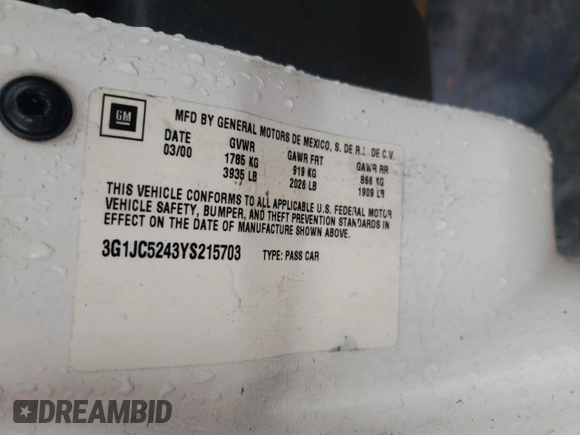 GM
MFD BY GENERAL MOTORS DE MEXICO, S. DE R.L. DE C.V.
DATE GVWR GAWR FRT GAWR RR
03/00 1785 KG 919 KG 866 KG
3935 LB 2026 LB 1909 LB
THIS VEHICLE CONFORMS TO ALL APPLICABLE U.S. FEDERAL MOTOR
VEHICLE SAFETY, BUMPER, AND THEFT PREVENTION STANDARDS IN
EFFECT ON THE DATE OF MANUFACTURE SHOWN ABOVE.
3G1JC5243YS215703 TYPE: PASS CAR
DREAMBID